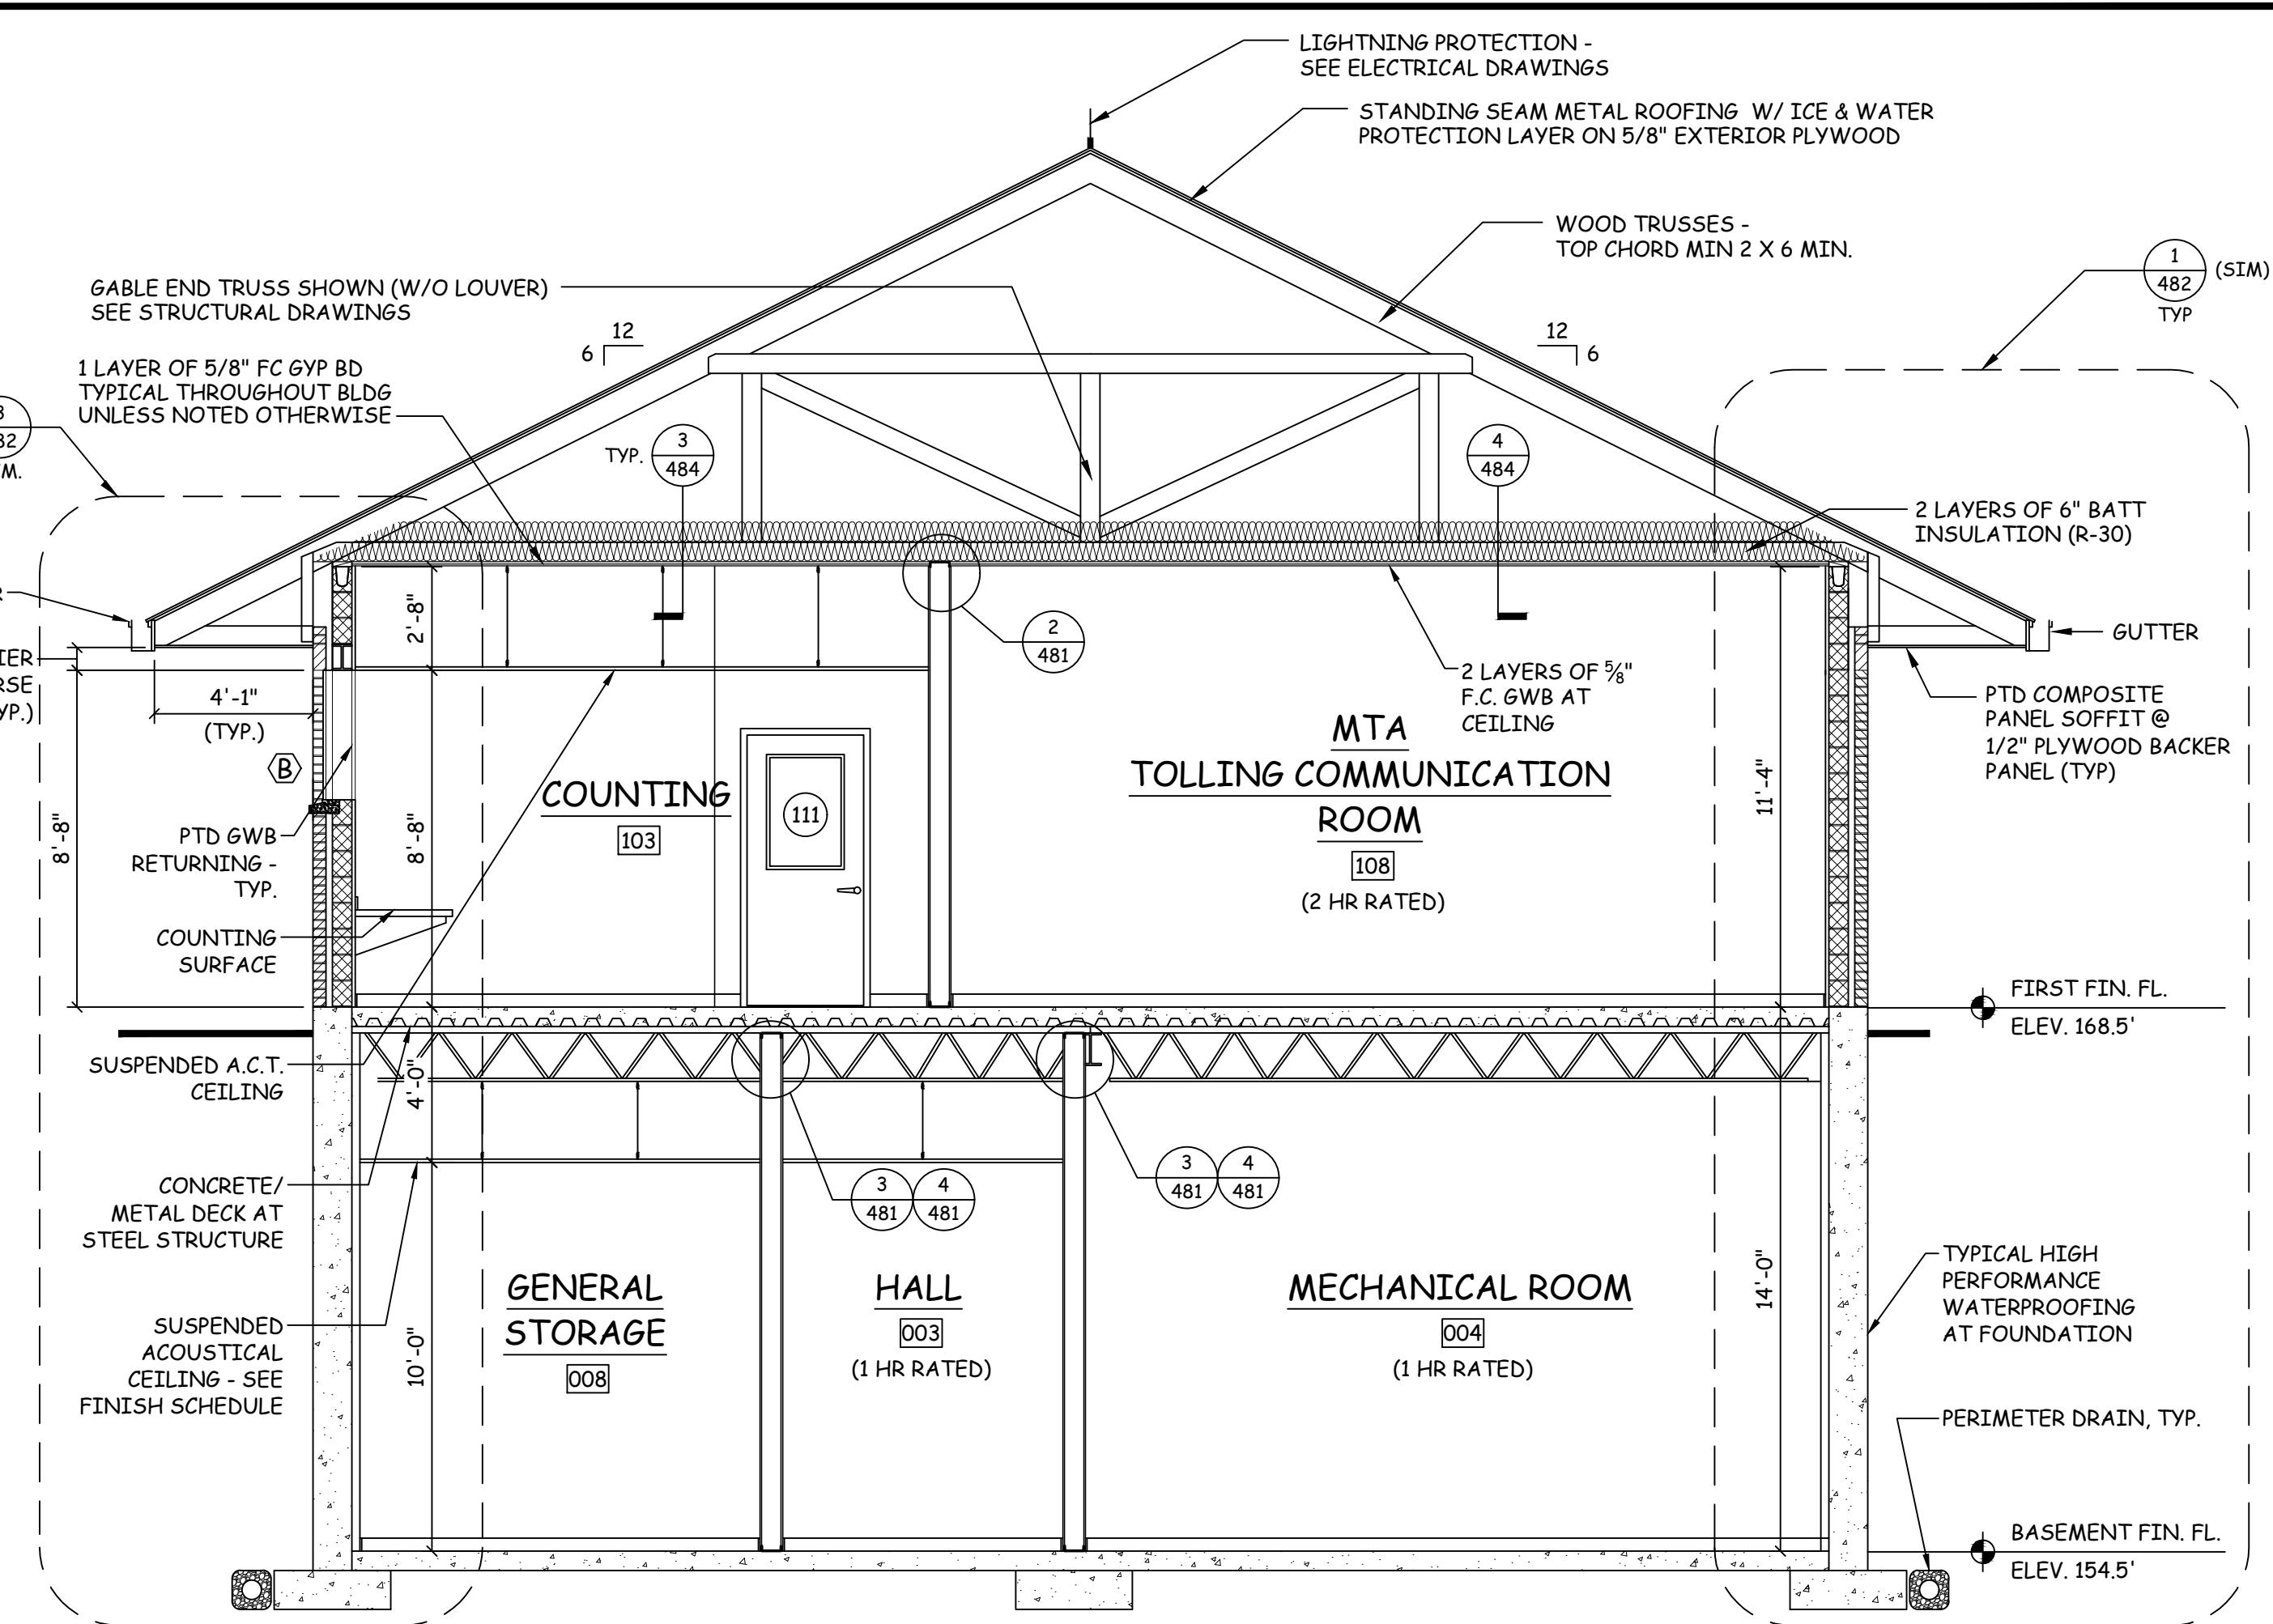 LIGHTNING PROTECTION -
SEE ELECTRICAL DRAWINGS
STANDING SEAM METAL ROOFING W/ ICE & WATER
PROTECTION LAYER ON 5/8" EXTERIOR PLYWOOD
WOOD TRUSSES -
TOP CHORD MIN 2 X 6 MIN.
1
482
(SIM)
TYP
GABLE END TRUSS SHOWN (W/O LOUVER)
SEE STRUCTURAL DRAWINGS
12
6
12
6
1 LAYER OF 5/8" FC GYP BD
TYPICAL THROUGHOUT BLDG
UNLESS NOTED OTHERWISE
TYP.
3
484
4
484
2 LAYERS OF 6" BATT
INSULATION (R-30)
2'-8"
2
481
GUTTER
2 LAYERS OF 5/8"
F.C. GWB AT
CEILING
4'-1"
(TYP.)
PTD COMPOSITE
PANEL SOFFIT @
1/2" PLYWOOD BACKER
PANEL (TYP)
B
MTA
TOLLING COMMUNICATION
ROOM
108
(2 HR RATED)
COUNTING
103
111
11'-4"
8'-8"
8'-8"
PTD GWB
RETURNING -
TYP.
COUNTING
SURFACE
FIRST FIN. FL.
ELEV. 168.5'
SUSPENDED A.C.T.
CEILING
4'-0"
3
481
4
481
3
481
4
481
CONCRETE/
METAL DECK AT
STEEL STRUCTURE
TYPICAL HIGH
PERFORMANCE
WATERPROOFING
AT FOUNDATION
GENERAL
STORAGE
008
HALL
003
(1 HR RATED)
MECHANICAL ROOM
004
(1 HR RATED)
14'-0"
10'-0"
SUSPENDED
ACOUSTICAL
CEILING - SEE
FINISH SCHEDULE
PERIMETER DRAIN, TYP.
BASEMENT FIN. FL.
ELEV. 154.5'